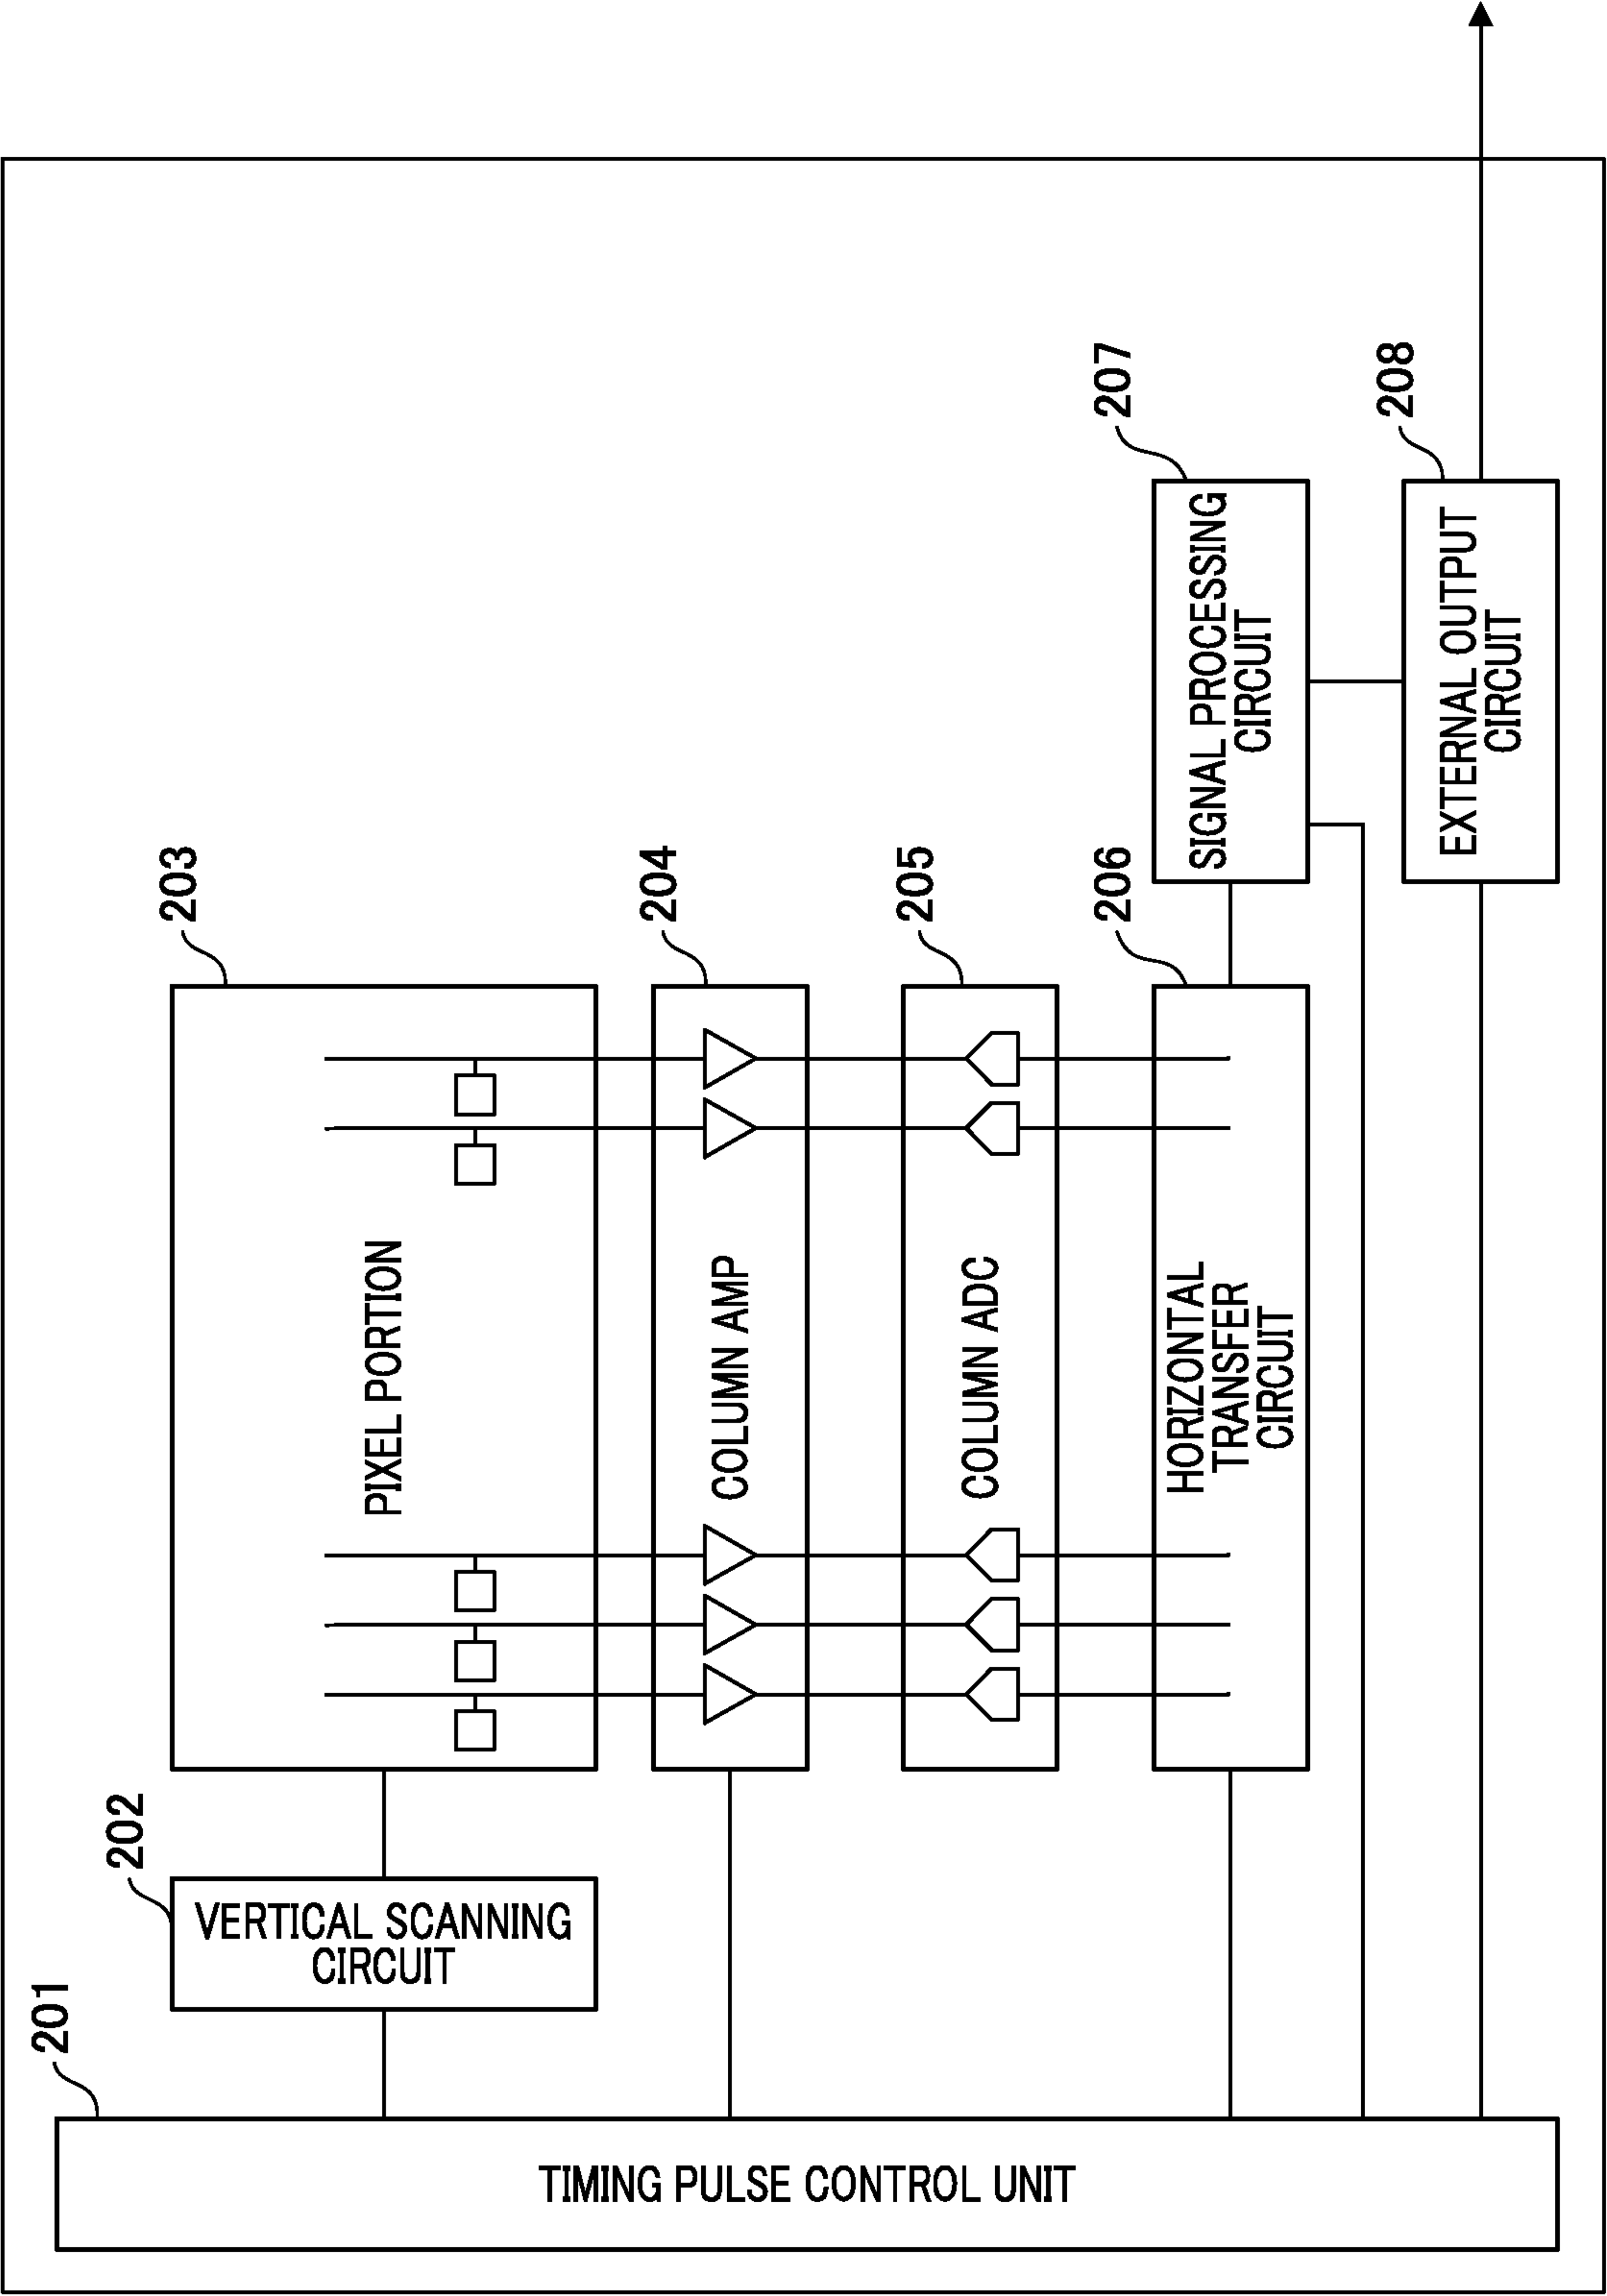 201
TIMING PULSE CONTROL UNIT
202
VERTICAL SCANNING
CIRCUIT
203
PIXEL PORTION
204
COLUMN AMP
205
COLUMN ADC
206
HORIZONTAL
TRANSFER
CIRCUIT
207
SIGNAL PROCESSING
CIRCUIT
208
EXTERNAL OUTPUT
CIRCUIT